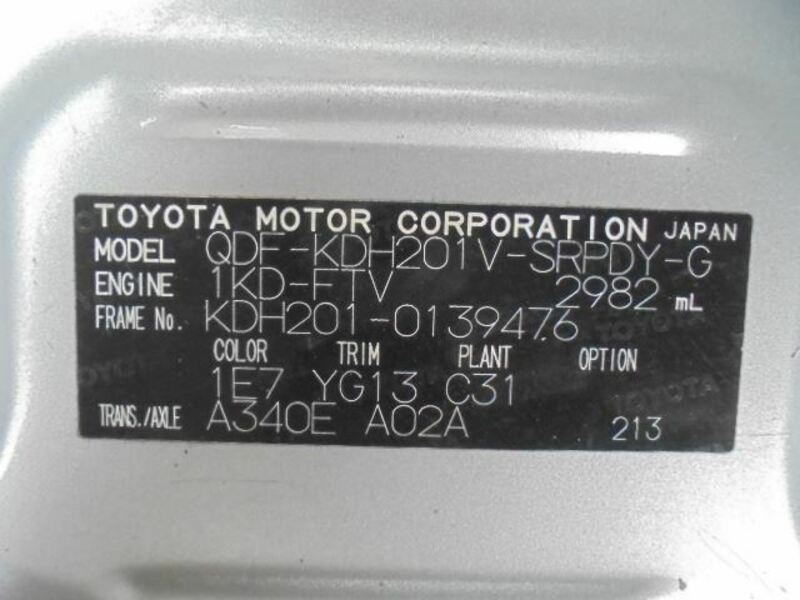 TOYOTA MOTOR CORPORATION JAPAN
MODEL QDF-KDH201V-SRPDY-G
ENGINE 1KD-FTV 2982 mL
FRAME No. KDH201-0139476
COLOR TRIM PLANT OPTION
1E7 YG13 C31
TRANS./AXLE A340E A02A 213